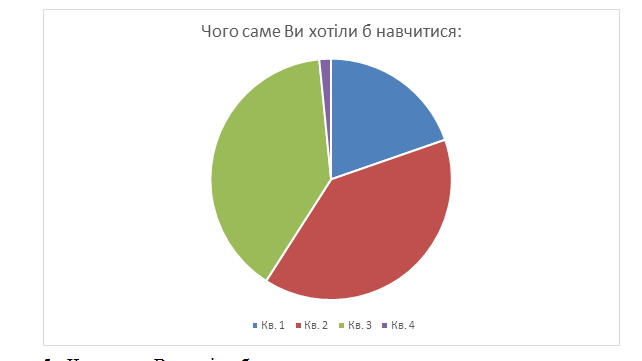 Чого саме Ви хотіли б навчитися:
Кв. 1 Кв. 2 Кв. 3 Кв. 4